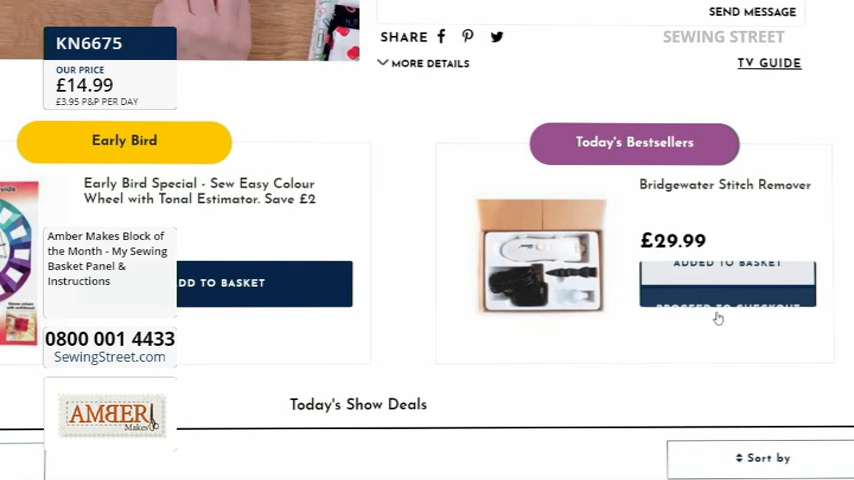 SEND MESSAGE
SHARE
SEWING STREET
MORE DETAILS
TV GUIDE
KN6675
OUR PRICE
£14.99
£3.95 P&P PER DAY
Early Bird
Today's Bestsellers
Early Bird Special - Sew Easy Colour
Wheel with Tonal Estimator. Save £2
Bridgewater Stitch Remover
£29.99
ADDED TO BASKET
PROCEED TO CHECKOUT
Amber Makes Block of
the Month - My Sewing
Basket Panel &
Instructions
DD TO BASKET
0800 001 4433
SewingStreet.com
AMBER
Makes
Today's Show Deals
Sort by